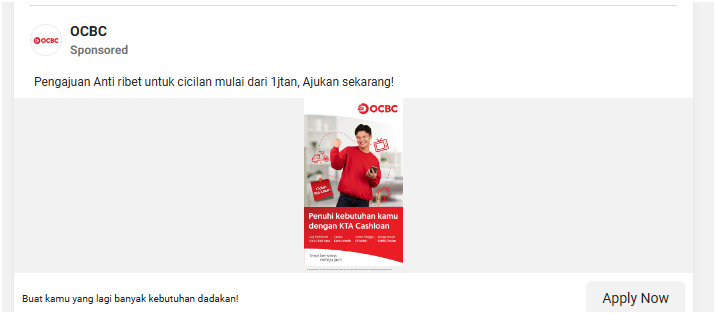 OCBC
OCBC
Sponsored
Pengajuan Anti ribet untuk cicilan mulai dari 1jtan, Ajukan sekarang!
OCBC
Penuhi kebutuhan kamu
dengan KTA Cashloan
Buat kamu yang lagi banyak kebutuhan dadakan!
Apply Now